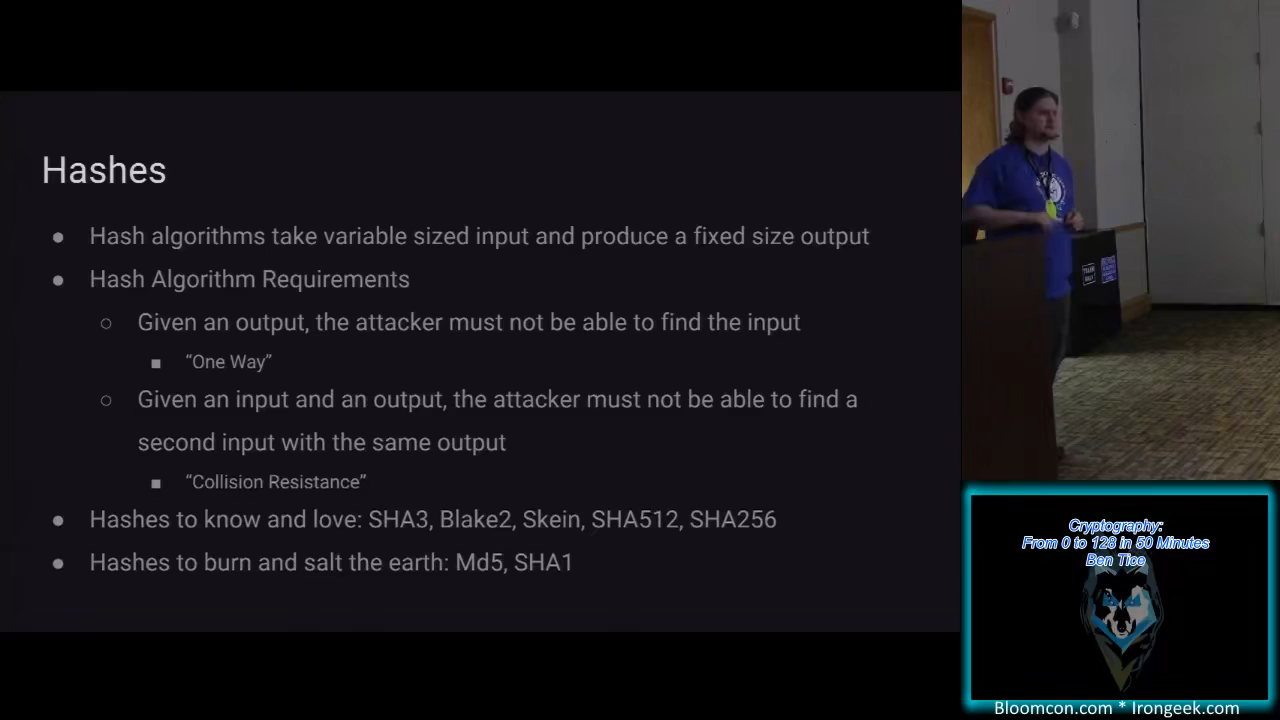 Hashes
● Hash algorithms take variable sized input and produce a fixed size output
● Hash Algorithm Requirements
○ Given an output, the attacker must not be able to find the input
■ “One Way”
○ Given an input and an output, the attacker must not be able to find a
second input with the same output
■ “Collision Resistance”
● Hashes to know and love: SHA3, Blake2, Skein, SHA512, SHA256
● Hashes to burn and salt the earth: Md5, SHA1
Cryptography:
From 0 to 128 in 50 Minutes
Ben Tice
Bloomcon.com * Irongeek.com